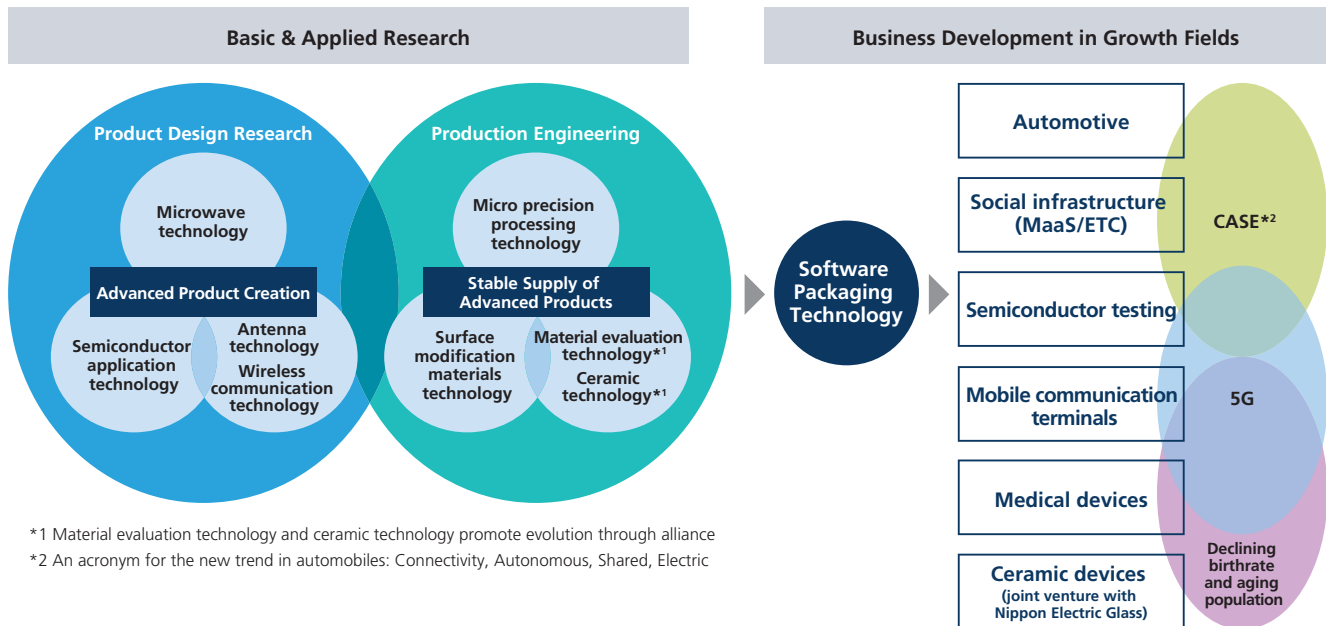 Basic & Applied Research
Business Development in Growth Fields
Product Design Research
Microwave
technology
Advanced Product Creation
Semiconductor
application
technology
Antenna
technology
Wireless
communication
technology
Production Engineering
Micro precision
processing
technology
Stable Supply of
Advanced Products
Surface
modification
materials
technology
Material evaluation
technology*1
Ceramic
technology*1
Software
Packaging
Technology
Automotive
Social infrastructure
(MaaS/ETC)
Semiconductor testing
Mobile communication
terminals
Medical devices
Ceramic devices
(joint venture with
Nippon Electric Glass)
CASE*2
5G
Declining
birthrate
and aging
population
*1 Material evaluation technology and ceramic technology promote evolution through alliance
*2 An acronym for the new trend in automobiles: Connectivity, Autonomous, Shared, Electric